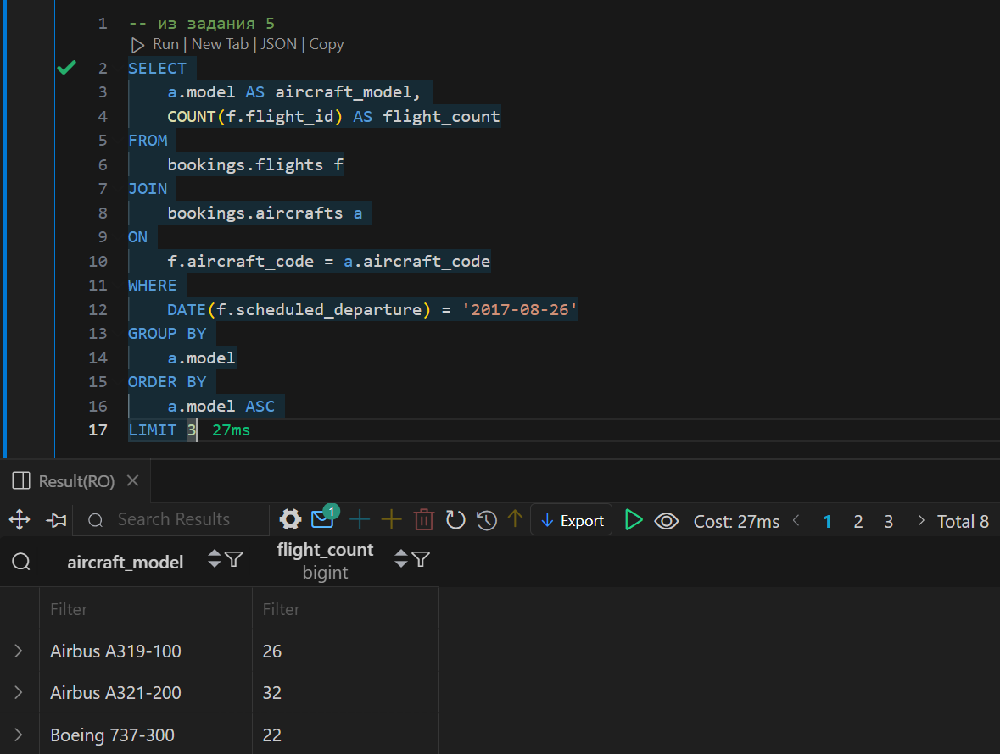 1 -- из задания 5
Run | New Tab | JSON | Copy
2 SELECT
3 a.model AS aircraft_model,
4 COUNT(f.flight_id) AS flight_count
5 FROM
6 bookings.flights f
7 JOIN
8 bookings.aircrafts a
9 ON
10 f.aircraft_code = a.aircraft_code
11 WHERE
12 DATE(f.scheduled_departure) = '2017-08-26'
13 GROUP BY
14 a.model
15 ORDER BY
16 a.model ASC
17 LIMIT 3 27ms
Result(RO)
Search Results 1 Export Cost: 27ms < 1 2 3 > Total 8
aircraft_model flight_count
bigint
Filter Filter
Airbus A319-100 26
Airbus A321-200 32
Boeing 737-300 22